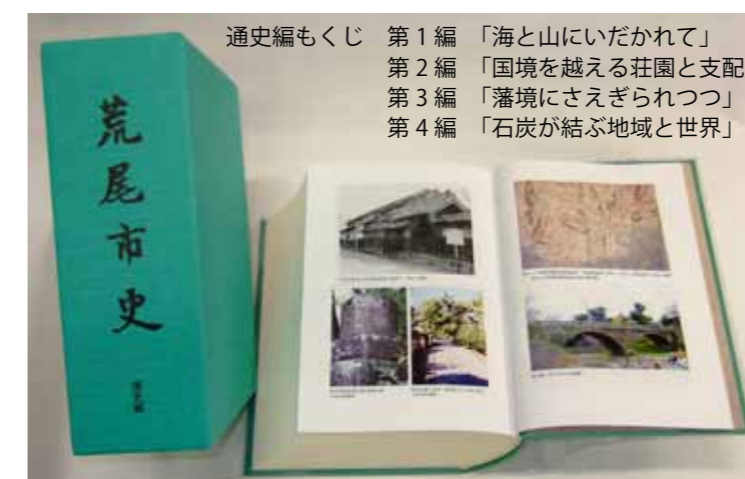 通史編もくじ　第1編　「海と山にいだかれて」
第2編　「国境を越える荘園と支配
第3編　「藩境にさえぎられつつ」
第4編　「石炭が結ぶ地域と世界」
荒尾市史
通史編